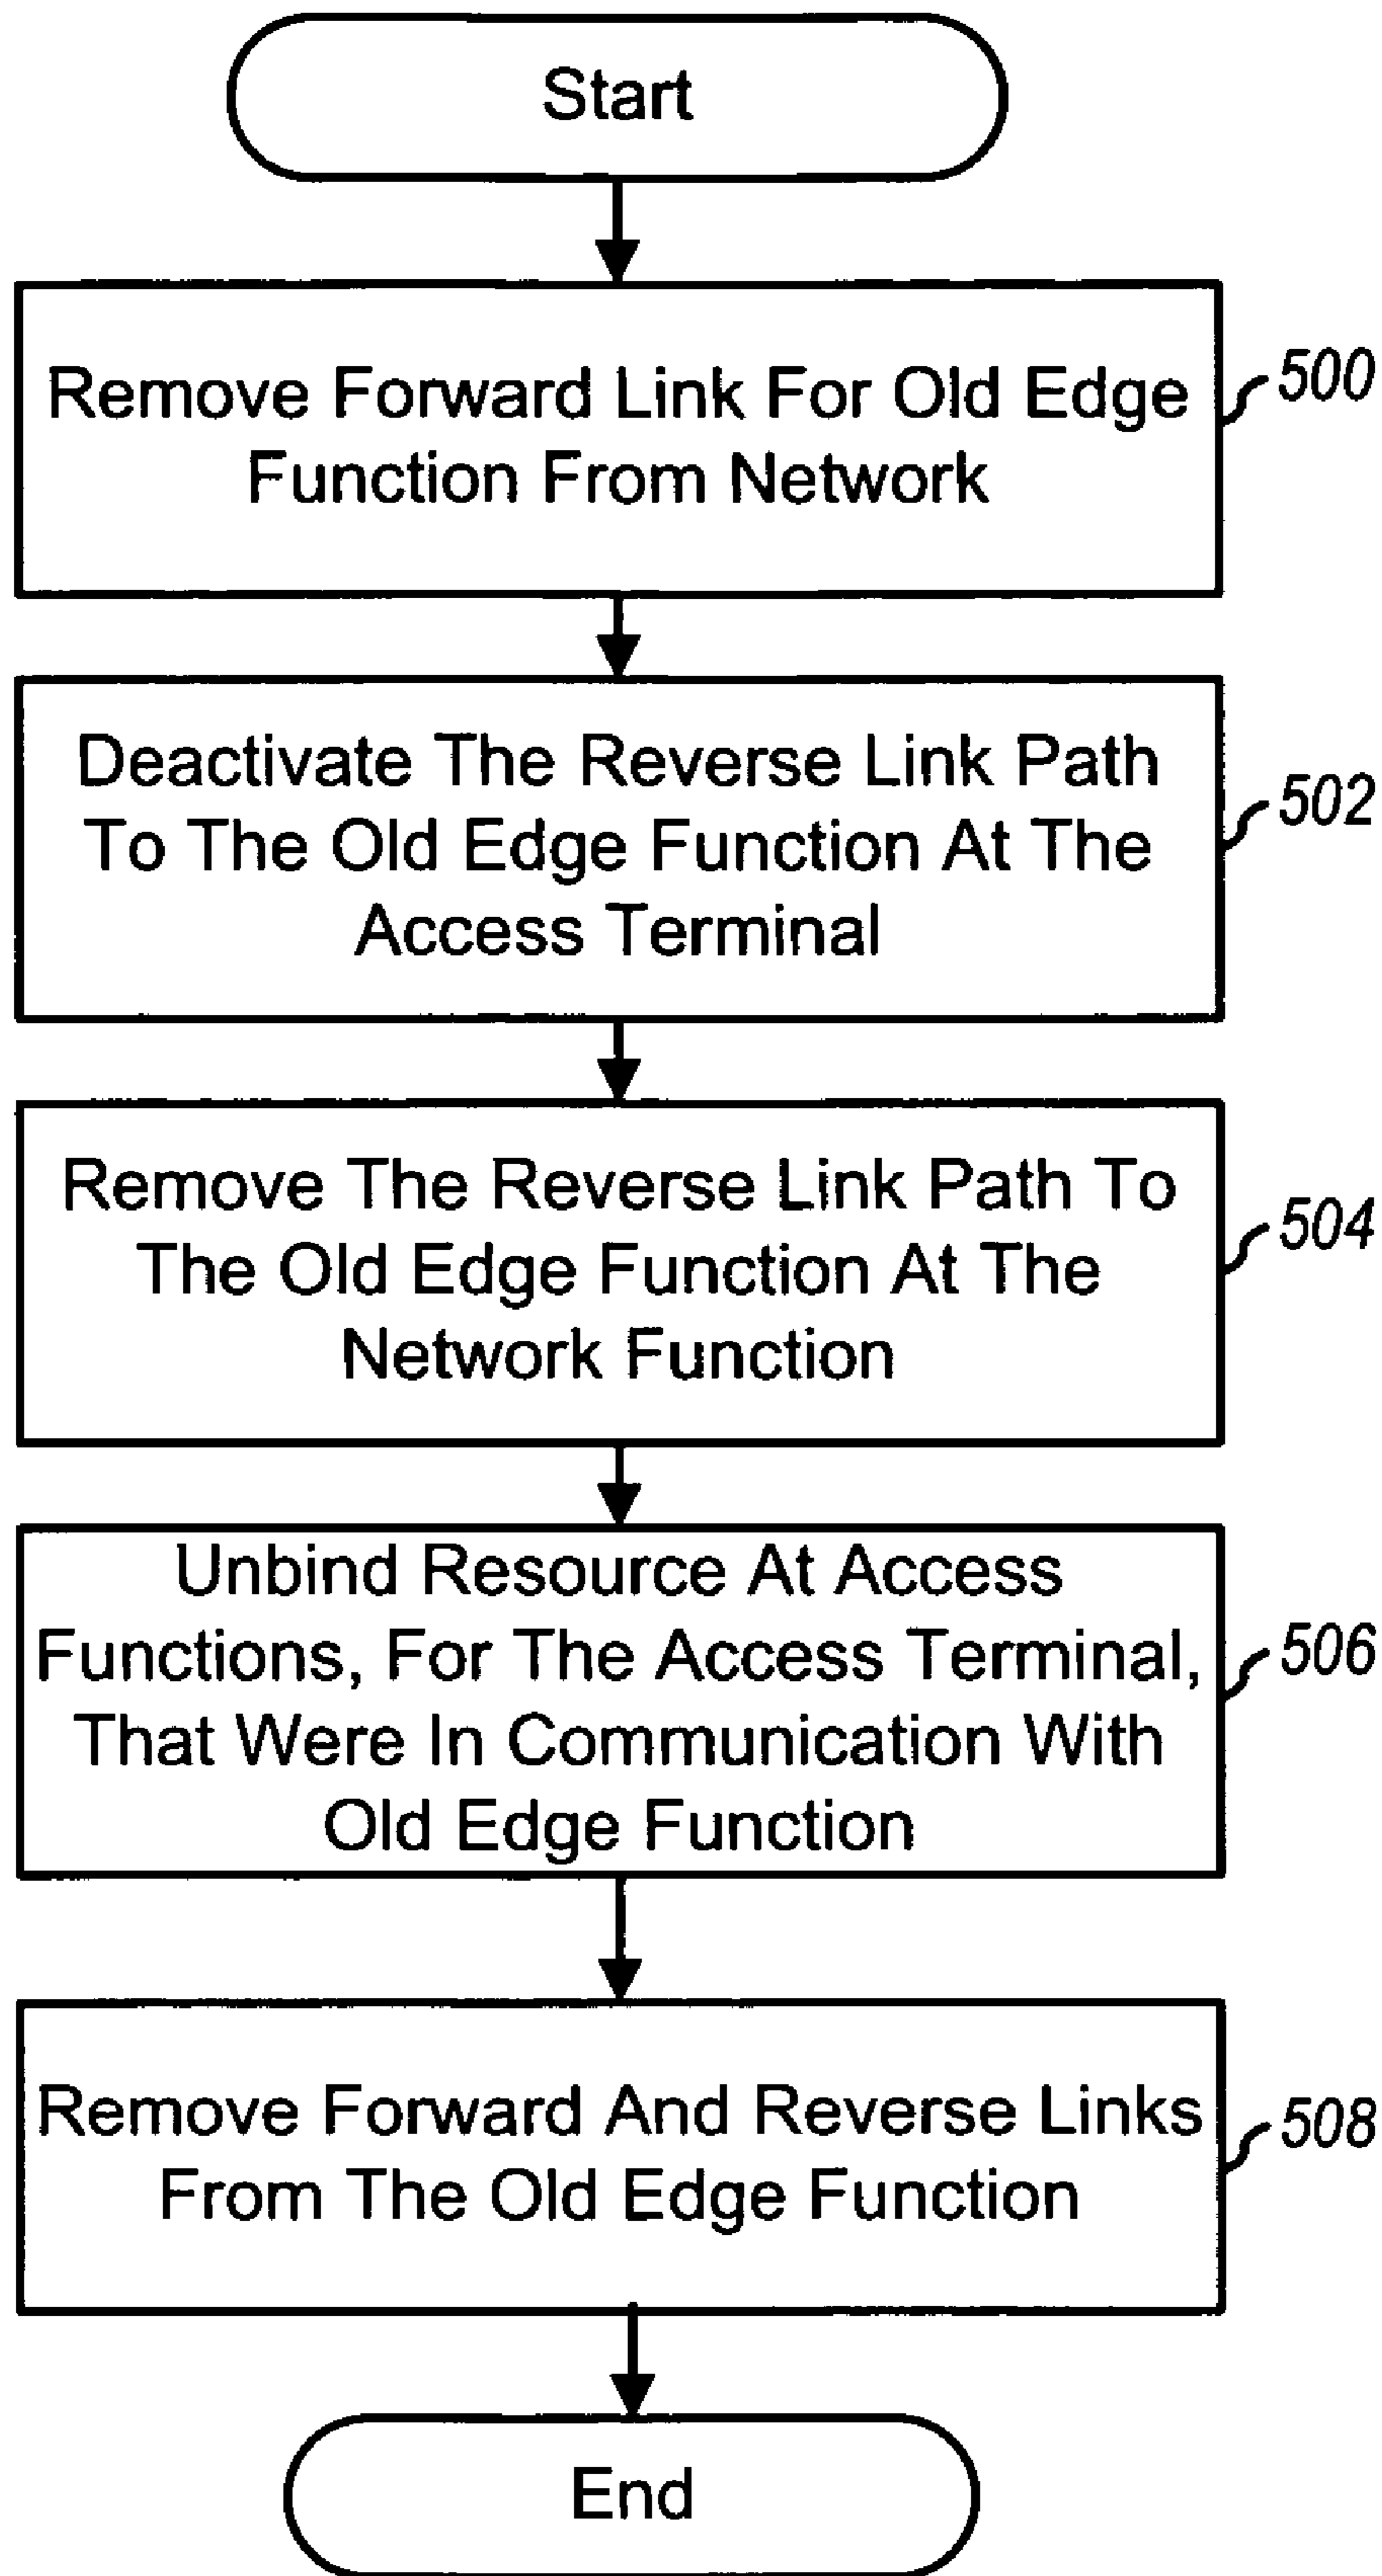 Start
Remove Forward Link For Old Edge
Function From Network
500
Deactivate The Reverse Link Path
To The Old Edge Function At The
Access Terminal
502
Remove The Reverse Link Path To
The Old Edge Function At The
Network Function
504
Unbind Resource At Access
Functions, For The Access Terminal,
That Were In Communication With
Old Edge Function
506
Remove Forward And Reverse Links
From The Old Edge Function
508
End